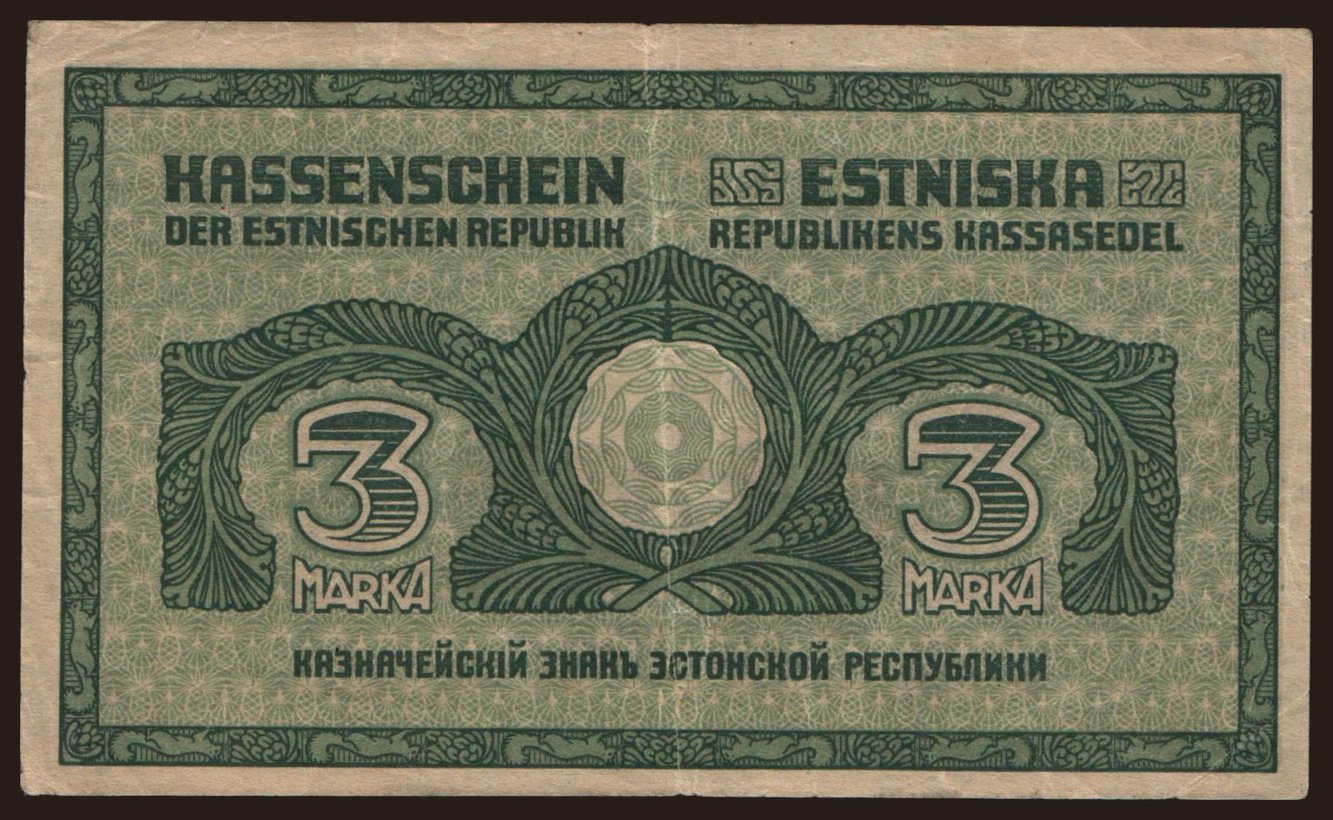 KASSENSCHEIN
DER ESTNISCHEN REPUBLIK
ESTNISKA
REPUBLIKENS KASSASEDEL
3
MARKA
3
MARKA
КАЗНАЧЕЙСКІЙ ЗНАКЪ ЭСТОНСКОЙ РЕСПУБЛИКИ